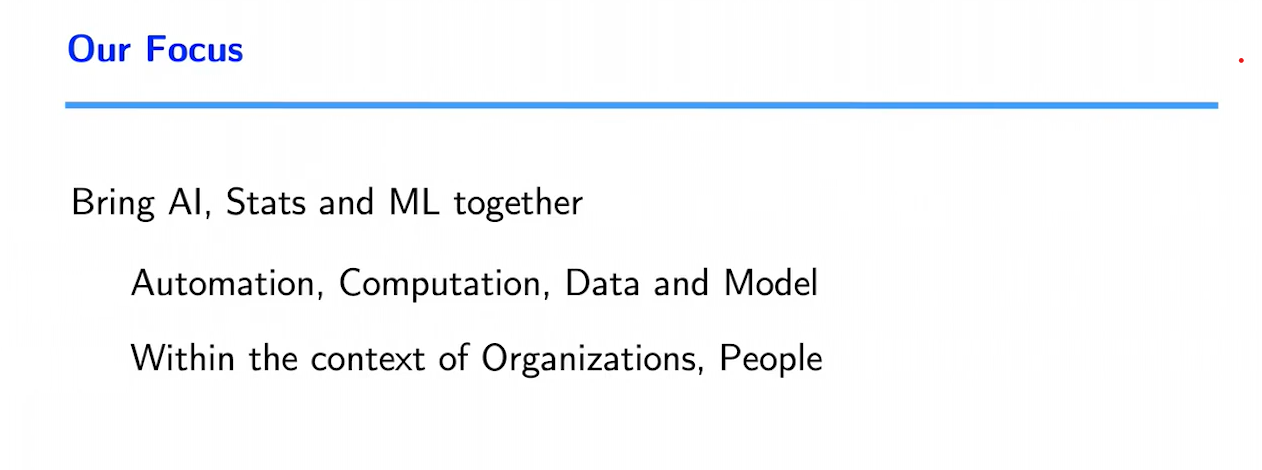 Our Focus
Bring AI, Stats and ML together
Automation, Computation, Data and Model
Within the context of Organizations, People